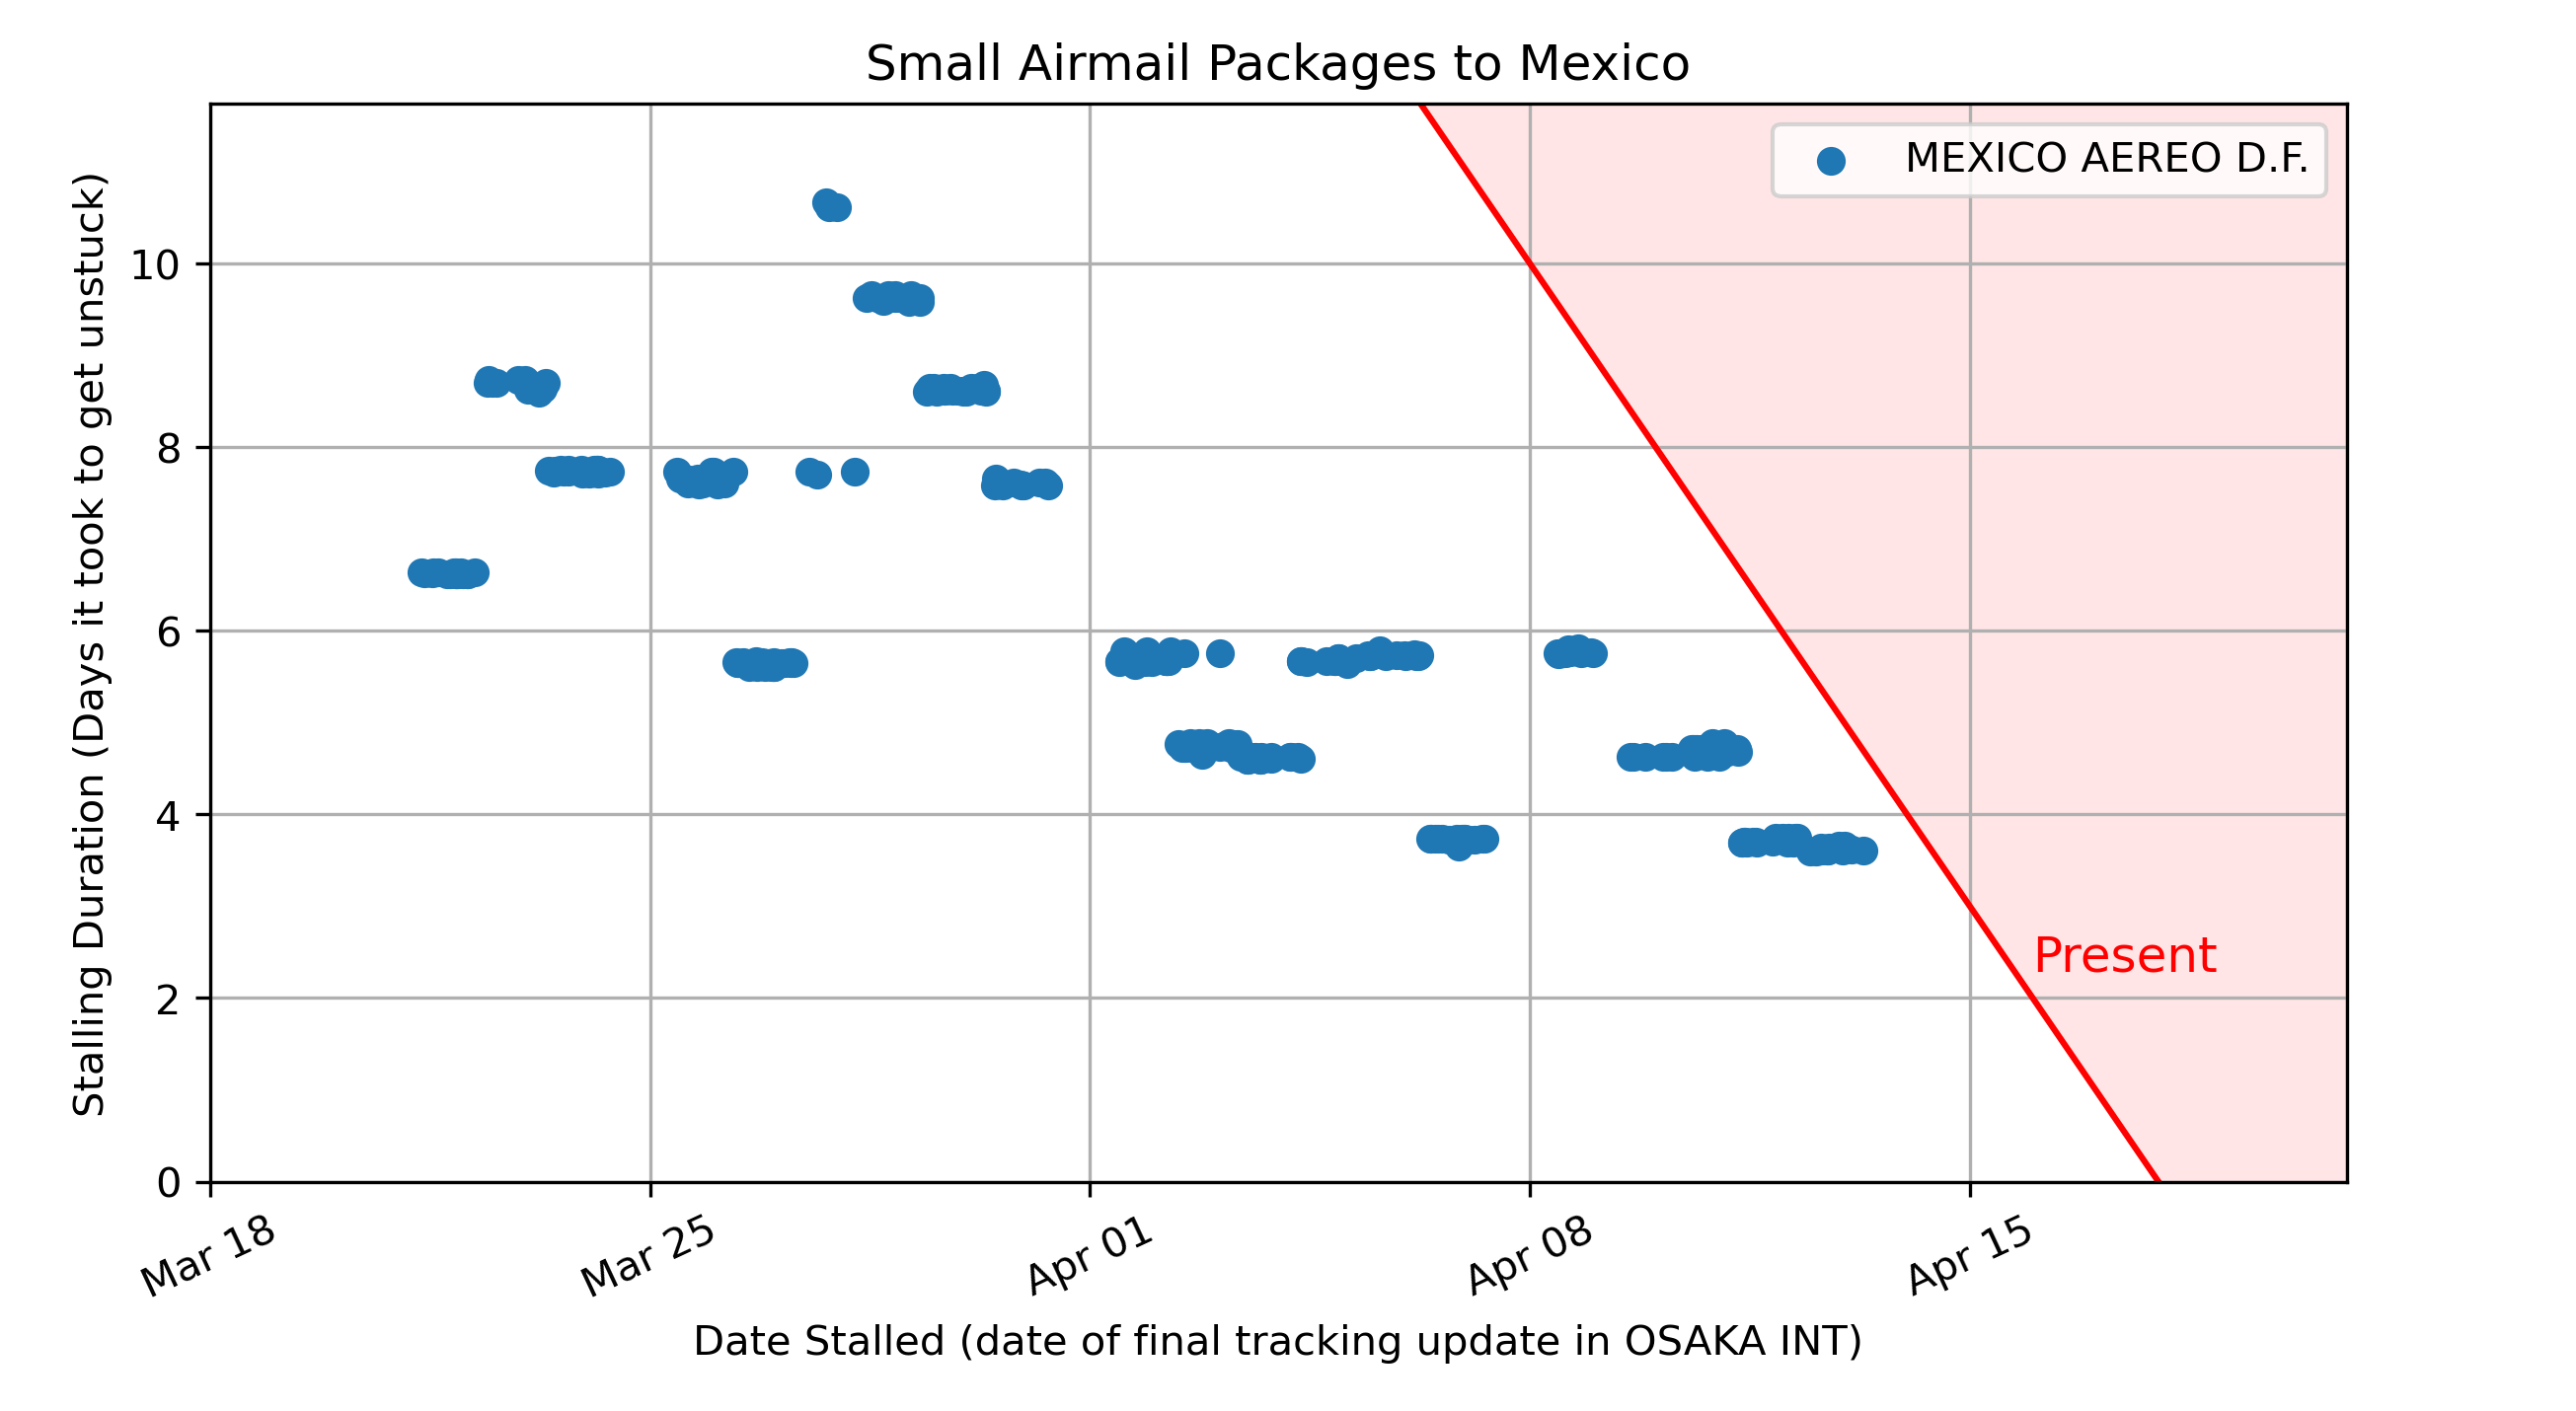 Small Airmail Packages to Mexico
MEXICO AEREO D.F.
Stalling Duration (Days it took to get unstuck)
10
8
6
4
2
0
Present
Mar 18
Mar 25
Apr 01
Apr 08
Apr 15
Date Stalled (date of final tracking update in OSAKA INT)